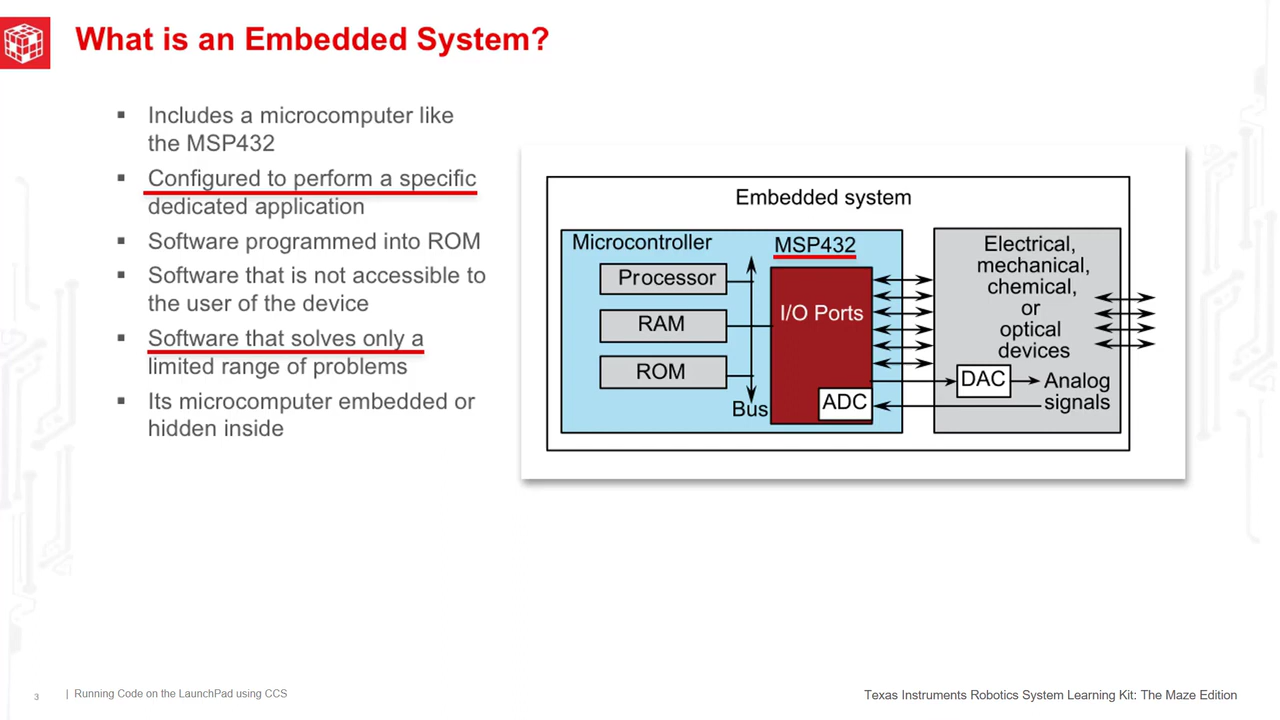 What is an Embedded System?
▪ Includes a microcomputer like
the MSP432
▪ Configured to perform a specific
dedicated application
▪ Software programmed into ROM
▪ Software that is not accessible to
the user of the device
▪ Software that solves only a
limited range of problems
▪ Its microcomputer embedded or
hidden inside
Embedded system
Microcontroller
MSP432
Processor
RAM
ROM
Bus
I/O Ports
ADC
Electrical,
mechanical,
chemical,
or
optical
devices
DAC
Analog
signals
3 | Running Code on the LaunchPad using CCS
Texas Instruments Robotics System Learning Kit: The Maze Edition